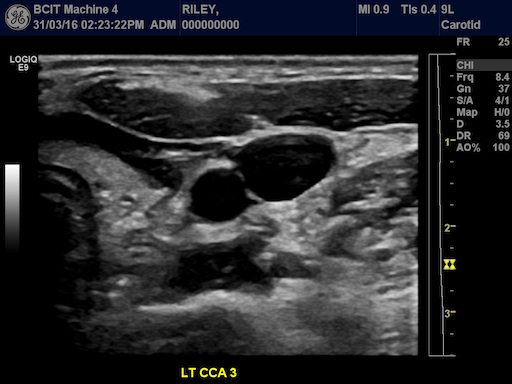 BCIT Machine 4
RILEY,
MI 0.9 TIs 0.4 9L
31/03/16 02:23:22PM ADM
000000000
Carotid
LOGIQ
E9
FR 25
CHI
Frq 8.4
Gn 37
S/A 4/1
Map H/0
D 3.5
DR 69
AO% 100
1
2
3
LT CCA 3